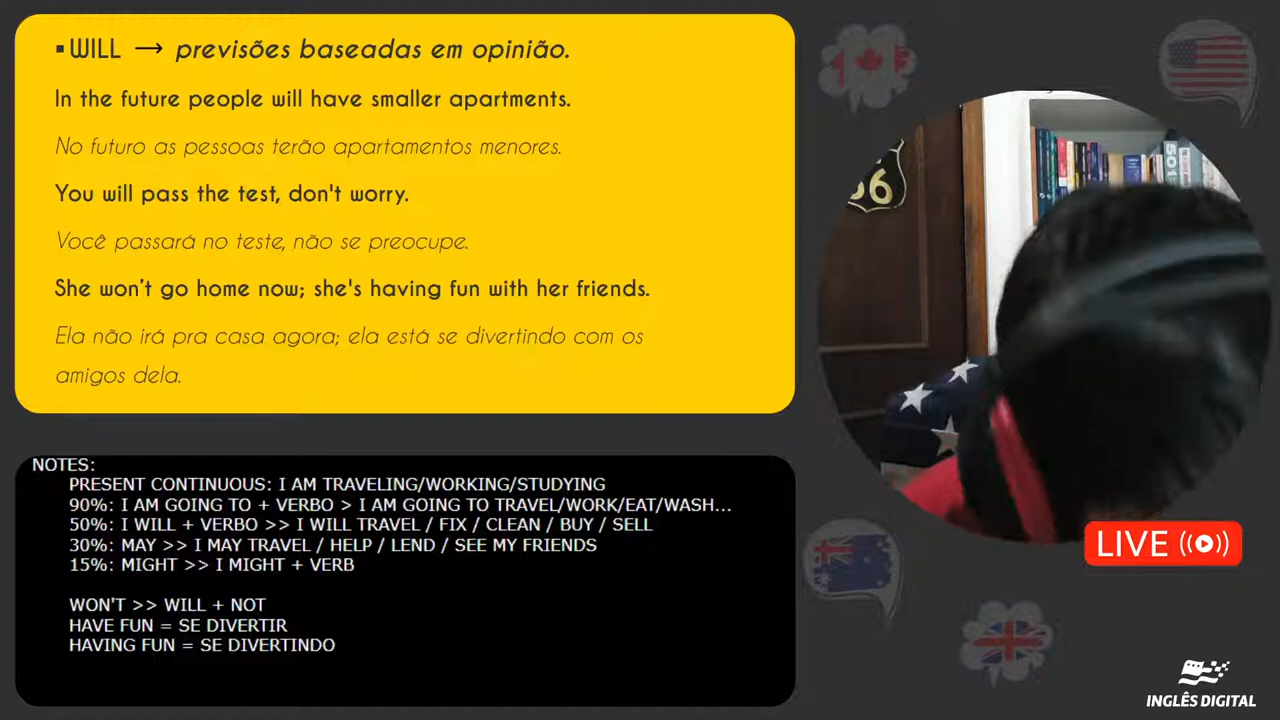 ▪WILL → previsões baseadas em opinião.
In the future people will have smaller apartments.
No futuro as pessoas terão apartamentos menores.
You will pass the test, don't worry.
Você passará no teste, não se preocupe.
She won’t go home now; she's having fun with her friends.
Ela não irá pra casa agora; ela está se divertindo com os
amigos dela.
NOTES:
PRESENT CONTINUOUS: I AM TRAVELING/WORKING/STUDYING
90%: I AM GOING TO + VERBO > I AM GOING TO TRAVEL/WORK/EAT/WASH...
50%: I WILL + VERBO >> I WILL TRAVEL / FIX / CLEAN / BUY / SELL
30%: MAY >> I MAY TRAVEL / HELP / LEND / SEE MY FRIENDS
15%: MIGHT >> I MIGHT + VERB
WON'T >> WILL + NOT
HAVE FUN = SE DIVERTIR
HAVING FUN = SE DIVERTINDO
66
501
LIVE
INGLÊS DIGITAL